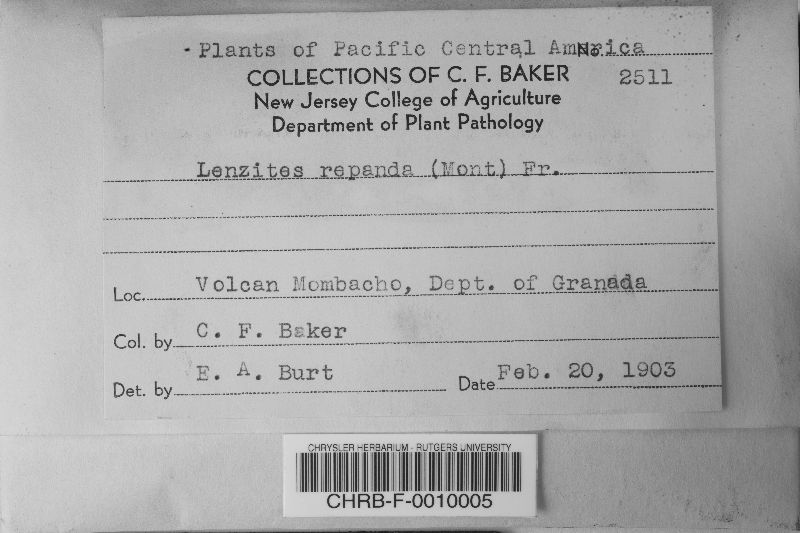 Plants of Pacific Central America
No.
COLLECTIONS OF C. F. BAKER 2511
New Jersey College of Agriculture
Department of Plant Pathology
Lenzites repanda (Mont) Fr.
Loc. Volcan Mombacho, Dept. of Granada
Col. by C. F. Baker
Det. by E. A. Burt Date Feb. 20, 1903
CHRYSLER HERBARIUM - RUTGERS UNIVERSITY
CHRB-F-0010005